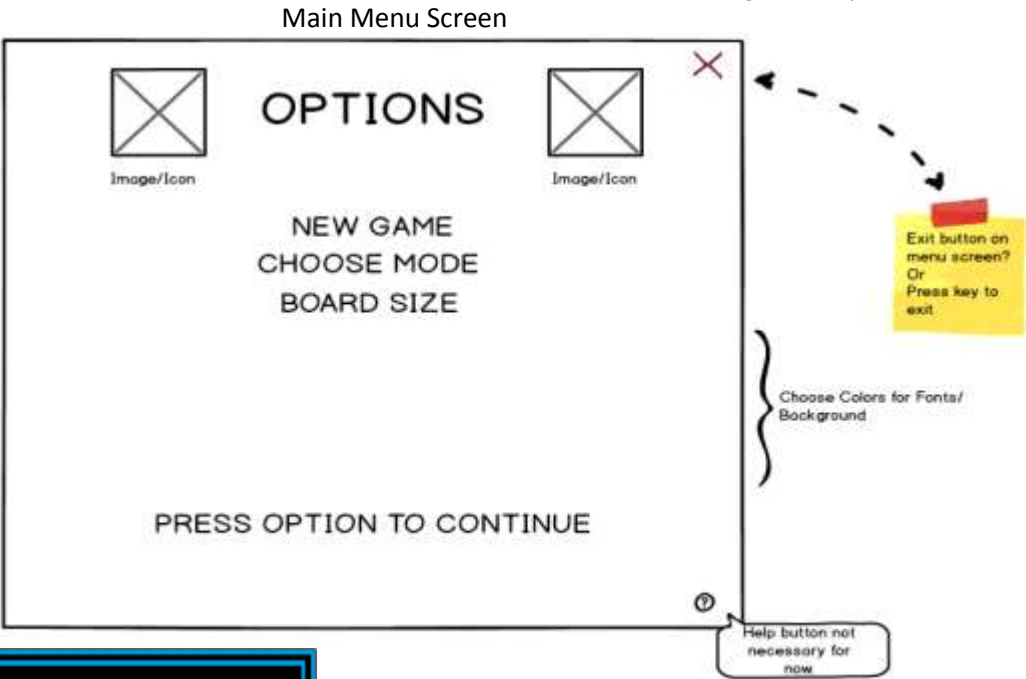 Main Menu Screen
OPTIONS
Image/Icon
Image/Icon
NEW GAME
CHOOSE MODE
BOARD SIZE
Exit button on
menu screen?
Or
Press key to
exit
Choose Colors for Fonts/
Background
PRESS OPTION TO CONTINUE
?
Help button not
necessary for
now